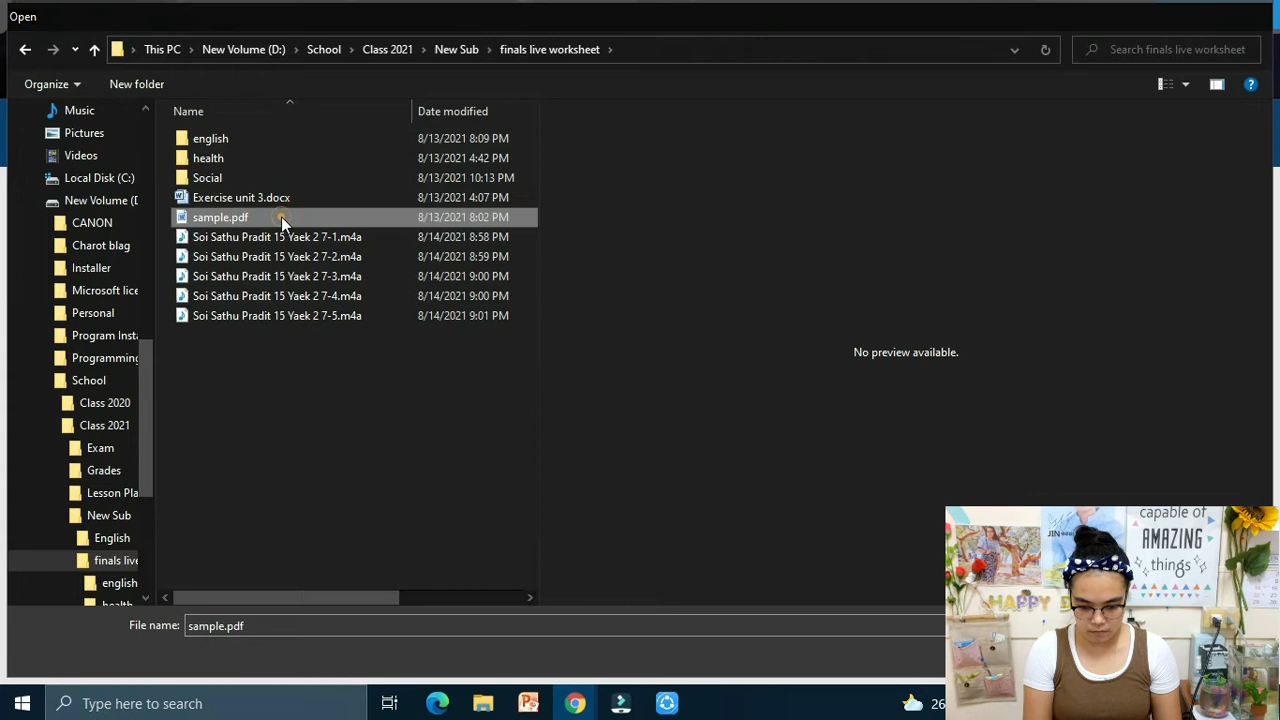 Open
This PC > New Volume (D:) > School > Class 2021 > New Sub > finals live worksheet >
Search finals live worksheet
Organize
New folder
Name
Date modified
Music
Pictures
Videos
Local Disk (C:)
New Volume (D
CANON
Charot blag
Installer
Microsoft lice
Personal
Program Insta
Programming
School
Class 2020
Class 2021
Exam
Grades
Lesson Pla
New Sub
English
finals live
english
health
english 8/13/2021 8:09 PM
health 8/13/2021 4:42 PM
Social 8/13/2021 10:13 PM
Exercise unit 3.docx 8/13/2021 4:07 PM
sample.pdf 8/13/2021 8:02 PM
Soi Sathu Pradit 15 Yaek 2 7-1.m4a 8/14/2021 8:58 PM
Soi Sathu Pradit 15 Yaek 2 7-2.m4a 8/14/2021 8:59 PM
Soi Sathu Pradit 15 Yaek 2 7-3.m4a 8/14/2021 9:00 PM
Soi Sathu Pradit 15 Yaek 2 7-4.m4a 8/14/2021 9:00 PM
Soi Sathu Pradit 15 Yaek 2 7-5.m4a 8/14/2021 9:01 PM
No preview available.
File name: sample.pdf
capable of
AMAZING
things
JIN
HAPPY
Type here to search
26